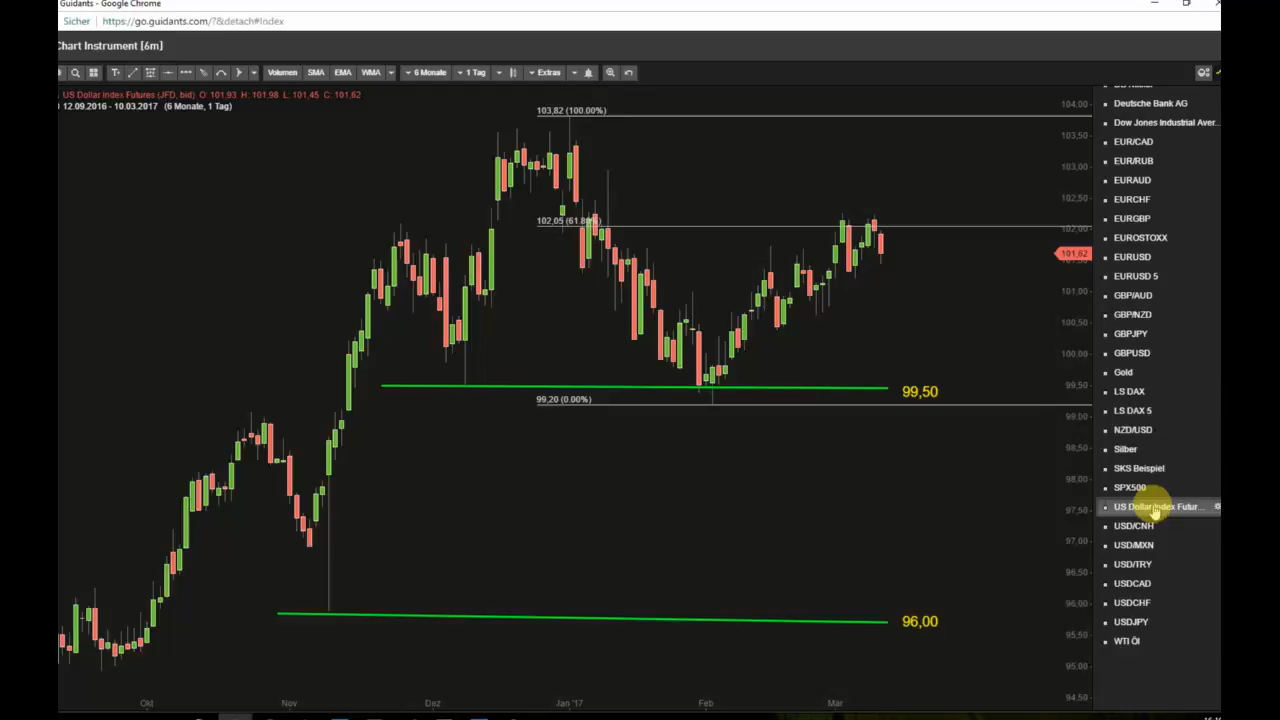 Guidants - Google Chrome
Sicher | https://go.guidants.com/?&detach#Index
Chart Instrument [6m]
Volumen SMA EMA WMA 6 Monate 1 Tag Extras
US Dollar Index Futures (JFD, bid) O: 101,93 H: 101,98 L: 101,45 C: 101,62
12.09.2016 - 10.03.2017 (6 Monate, 1 Tag)
103,82 (100.00%)
102,05 (61.80%)
99,20 (0.00%)
99,50
96,00
104,00
103,50
103,00
102,50
102,00
101,62
101,00
100,50
100,00
99,50
99,00
98,50
98,00
97,50
97,00
96,50
96,00
95,50
95,00
94,50
Okt Nov Dez Jan '17 Feb Mär
Deutsche Bank AG
Dow Jones Industrial Aver...
EUR/CAD
EUR/RUB
EURAUD
EURCHF
EURGBP
EUROSTOXX
EURUSD
EURUSD 5
GBP/AUD
GBP/NZD
GBPJPY
GBPUSD
Gold
LS DAX
LS DAX 5
NZD/USD
Silber
SKS Beispiel
SPX500
US Dollar Index Futur...
USD/CNH
USD/MXN
USD/TRY
USDCAD
USDCHF
USDJPY
WTI Öl